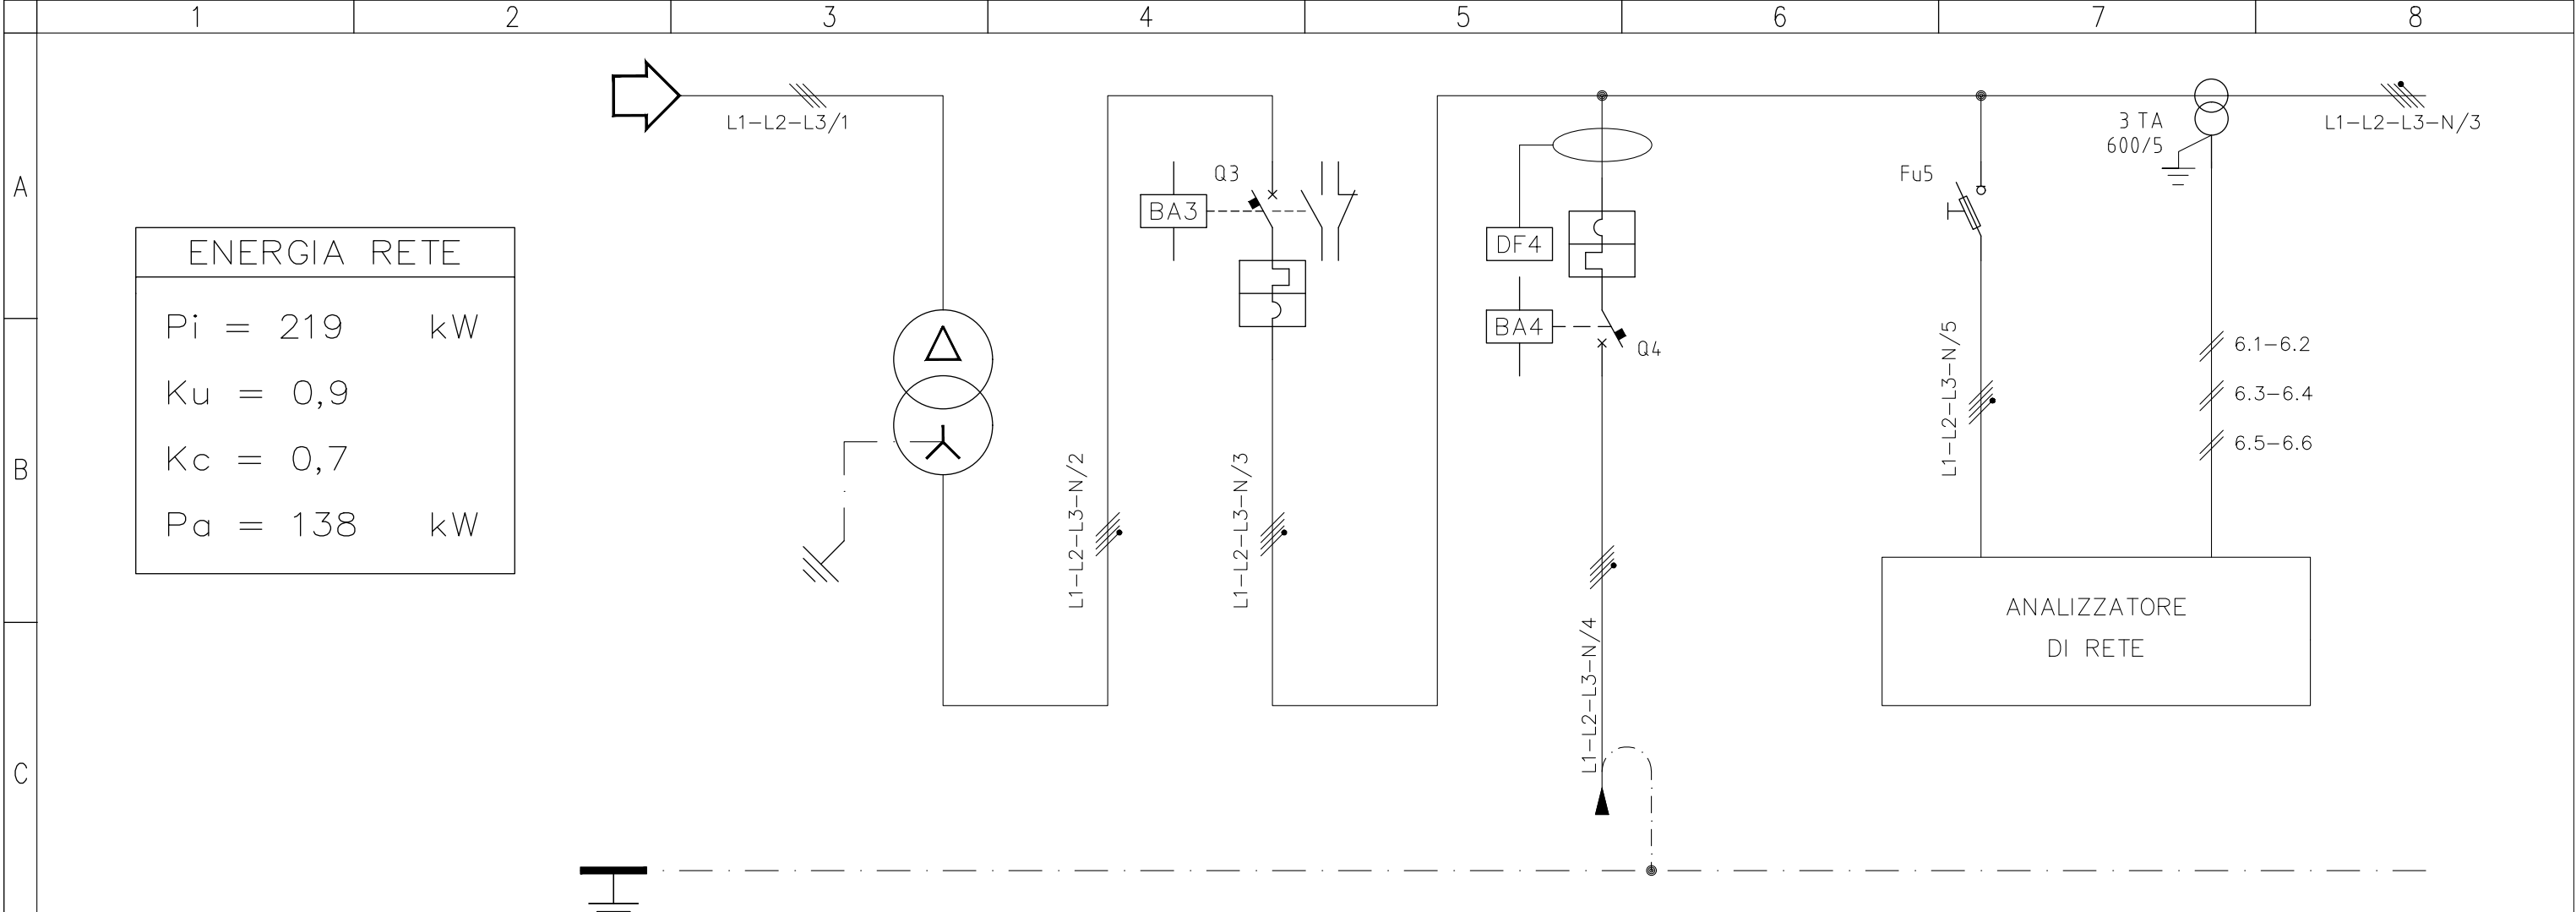 1 2 3 4 5 6 7 8
A
B
C
ENERGIA RETE
Pi = 219 kW
Ku = 0,9
Kc = 0,7
Pa = 138 kW
L1-L2-L3/1
L1-L2-L3-N/2
BA3
Q3
L1-L2-L3-N/3
DF4
BA4
Q4
L1-L2-L3-N/4
Fu5
L1-L2-L3-N/5
3 TA
600/5
L1-L2-L3-N/3
6.1-6.2
6.3-6.4
6.5-6.6
ANALIZZATORE
DI RETE